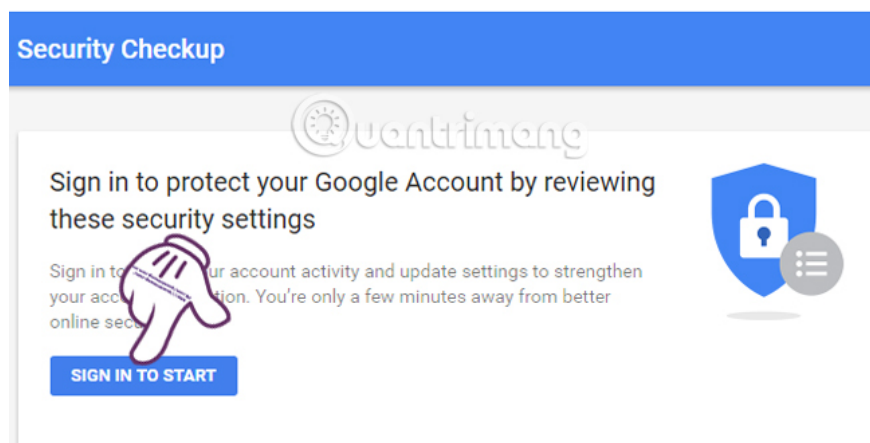 Security Checkup
Quantrimang
Sign in to protect your Google Account by reviewing
these security settings
Sign in to ur account activity and update settings to strengthen
your acc tion. You're only a few minutes away from better
online sec
SIGN IN TO START